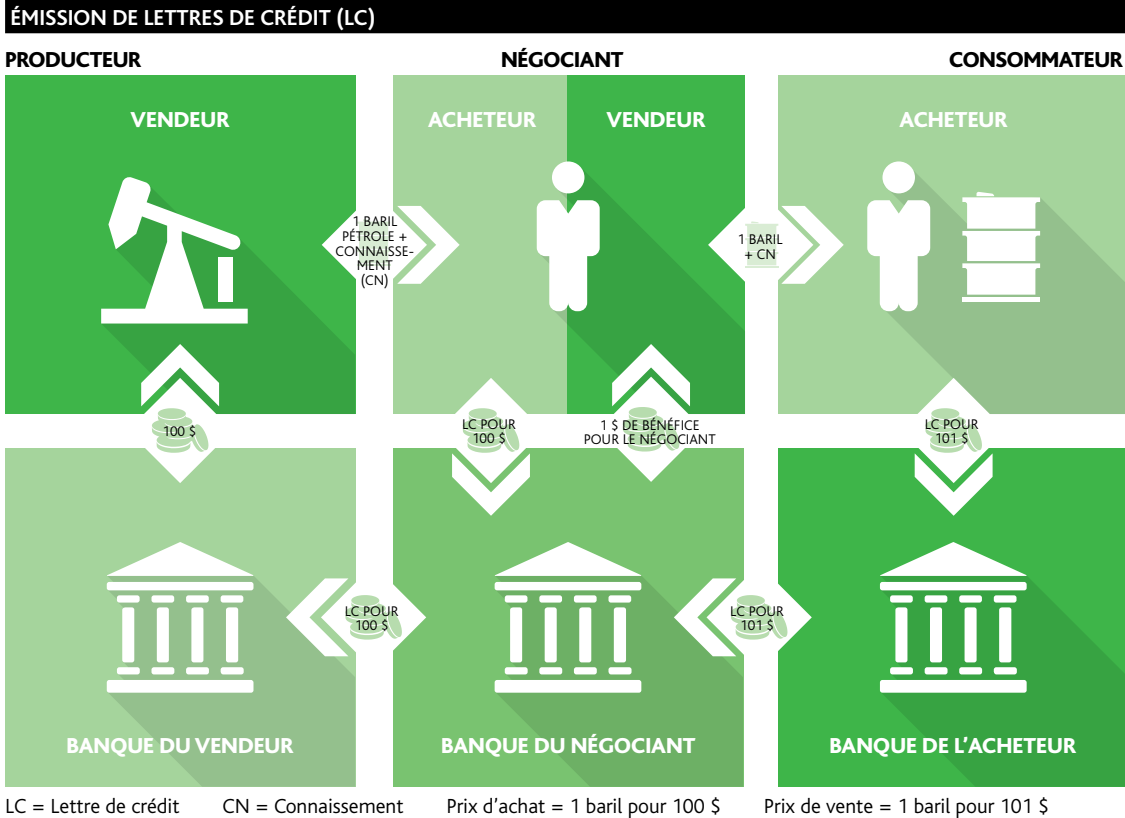 ÉMISSION DE LETTRES DE CRÉDIT (LC)
PRODUCTEUR
NÉGOCIANT
CONSOMMATEUR
VENDEUR
ACHETEUR
VENDEUR
ACHETEUR
1 BARIL
PÉTROLE +
CONNAISSE-
MENT
(CN)
1 BARIL
+ CN
100 $
LC POUR
100 $
1 $ DE BÉNÉFICE
POUR LE NÉGOCIANT
LC POUR
101 $
LC POUR
100 $
LC POUR
101 $
BANQUE DU VENDEUR
BANQUE DU NÉGOCIANT
BANQUE DE L’ACHETEUR
LC = Lettre de crédit CN = Connaissement Prix d’achat = 1 baril pour 100 $ Prix de vente = 1 baril pour 101 $